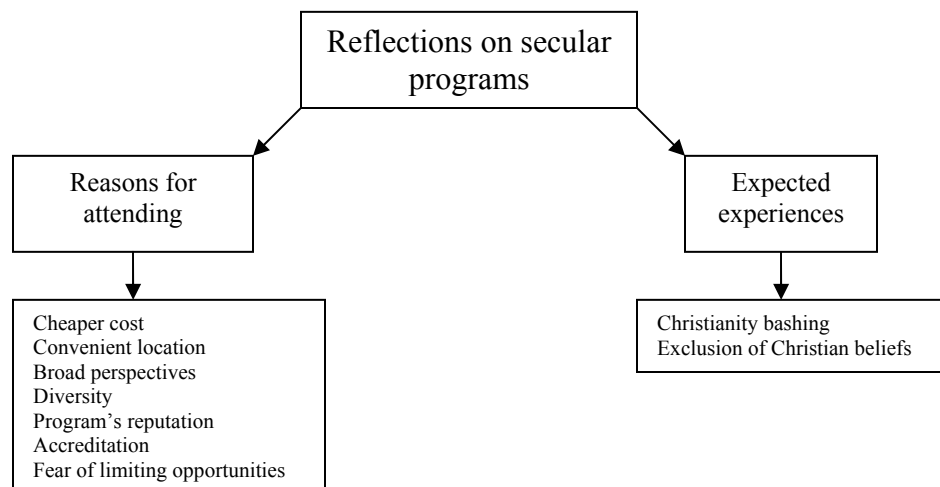 Reflections on secular
programs
Reasons for
attending
Expected
experiences
Cheaper cost
Convenient location
Broad perspectives
Diversity
Program’s reputation
Accreditation
Fear of limiting opportunities
Christianity bashing
Exclusion of Christian beliefs